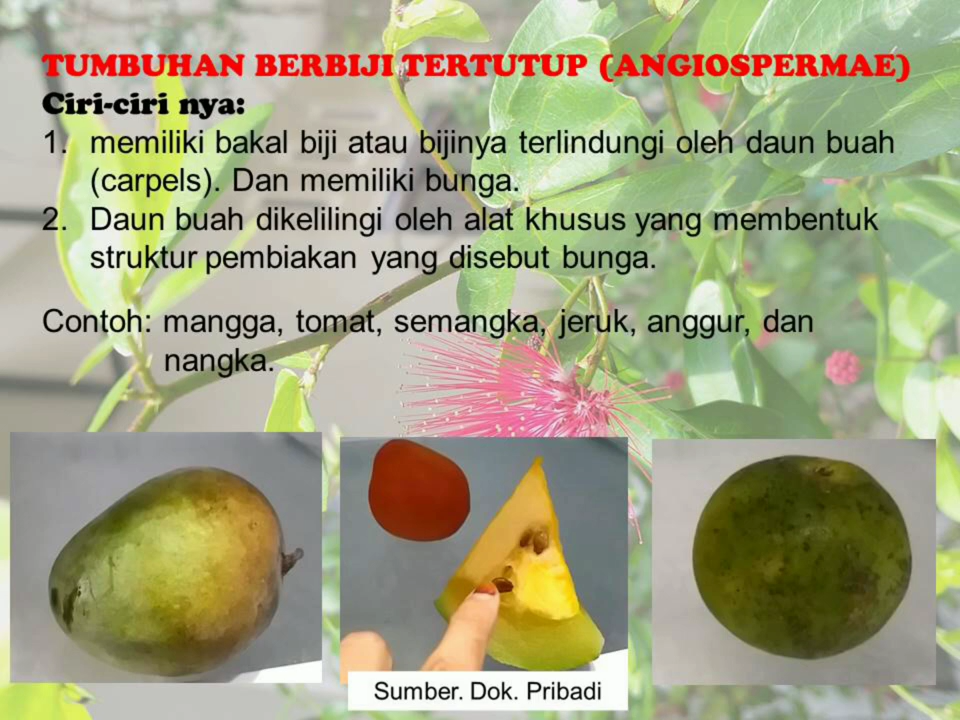 TUMBUHAN BERBIJI TERTUTUP (ANGIOSPERMAE)
Ciri-ciri nya:
1. memiliki bakal biji atau bijinya terlindungi oleh daun buah
(carpels). Dan memiliki bunga.
2. Daun buah dikelilingi oleh alat khusus yang membentuk
struktur pembiakan yang disebut bunga.
Contoh: mangga, tomat, semangka, jeruk, anggur, dan
nangka.
Sumber. Dok. Pribadi